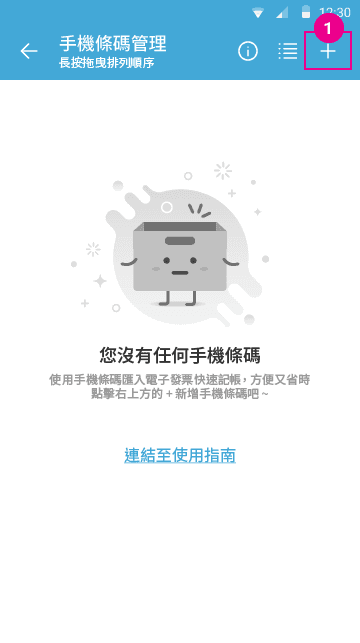 12:30
1
手機條碼管理
長按拖曳排列順序
您沒有任何手機條碼
使用手機條碼匯入電子發票快速記帳，方便又省時
點擊右上方的 + 新增手機條碼吧 ~
連結至使用指南